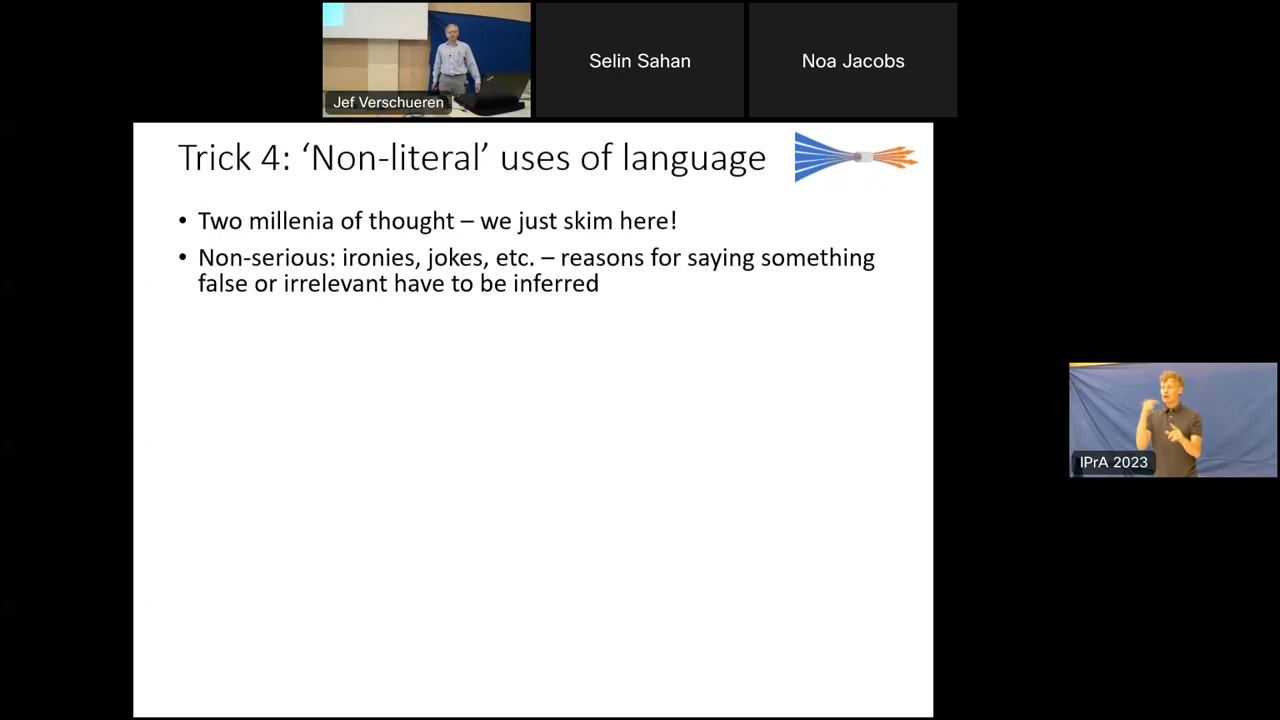 Jef Verschueren
Selin Sahan
Noa Jacobs
Trick 4: ‘Non-literal’ uses of language
• Two millenia of thought – we just skim here!
• Non-serious: ironies, jokes, etc. – reasons for saying something
false or irrelevant have to be inferred
IPrA 2023